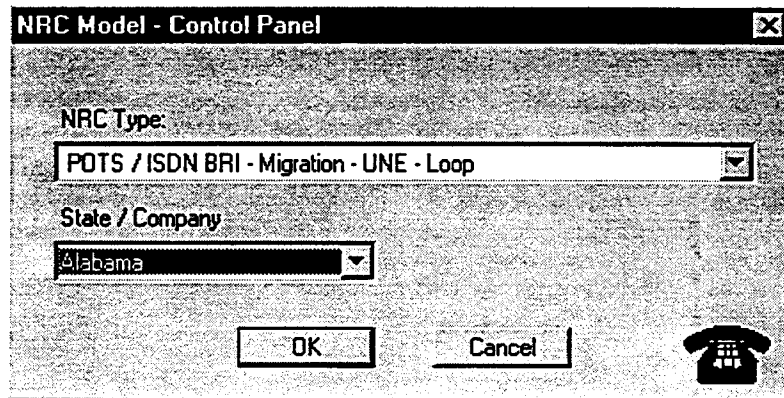 NRC Model - Control Panel
NRC Type:
POTS / ISDN BRI - Migration - UNE - Loop
State / Company
Alabama
OK Cancel